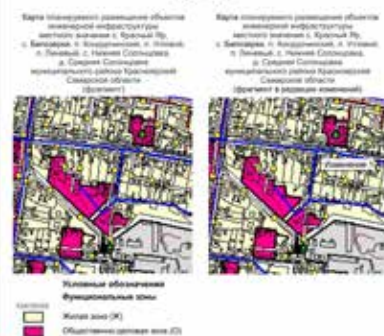 Карта планируемого размещения объектов
инженерной инфраструктуры
местного значения с. Красный Яр,
с. Белозерки, п. Кондурчинский, п. Угловой,
п. Линевый, с. Нижняя Солонцовка,
д. Средняя Солонцовка
муниципального района Красноярский
Самарской области
(фрагмент)
Карта планируемого размещения объектов
инженерной инфраструктуры
местного значения с. Красный Яр,
с. Белозерки, п. Кондурчинский, п. Угловой,
п. Линевый, с. Нижняя Солонцовка,
д. Средняя Солонцовка
муниципального района Красноярский
Самарской области
(фрагмент в редакции изменений)
Изменение 1
Условные обозначения
Функциональные зоны
Жилая зона (Ж)
Общественно-деловая зона (О)